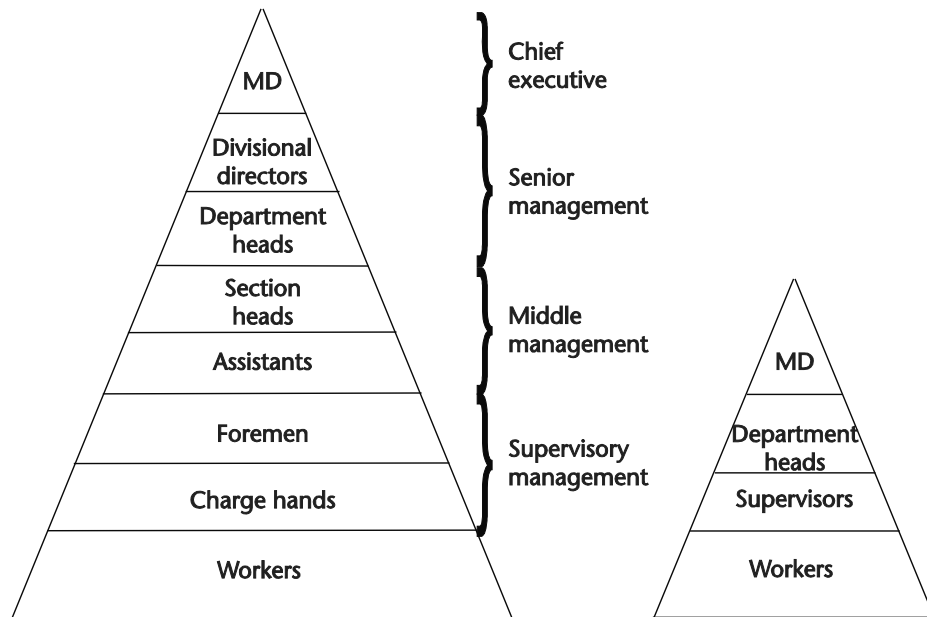 MD
Divisional
directors
Department
heads
Section
heads
Assistants
Foremen
Charge hands
Workers
Chief
executive
Senior
management
Middle
management
Supervisory
management
MD
Department
heads
Supervisors
Workers